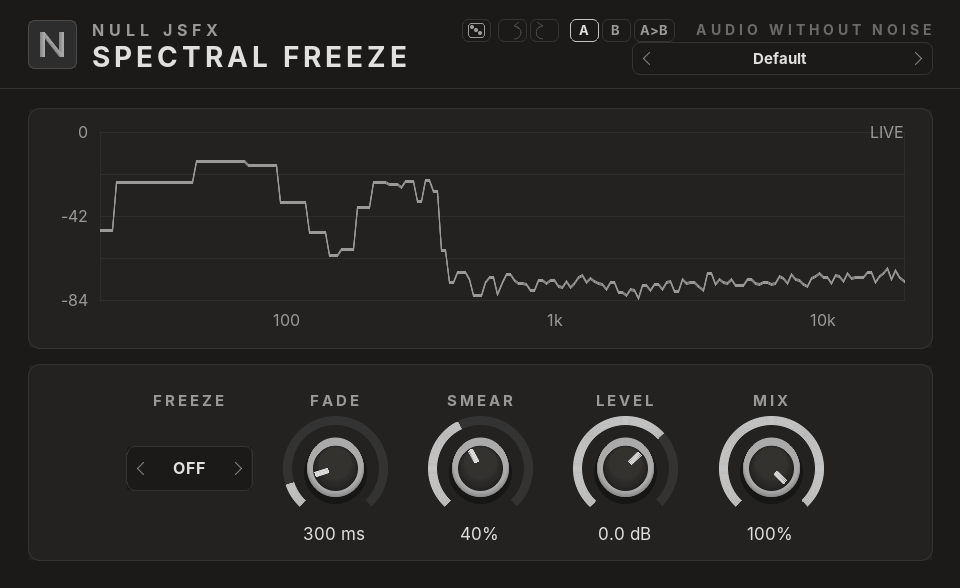 N
NULL JSFX
SPECTRAL FREEZE
A B A>B
AUDIO WITHOUT NOISE
Default
0
-42
-84
LIVE
100 1k 10k
FREEZE FADE SMEAR LEVEL MIX
OFF
300 ms 40% 0.0 dB 100%